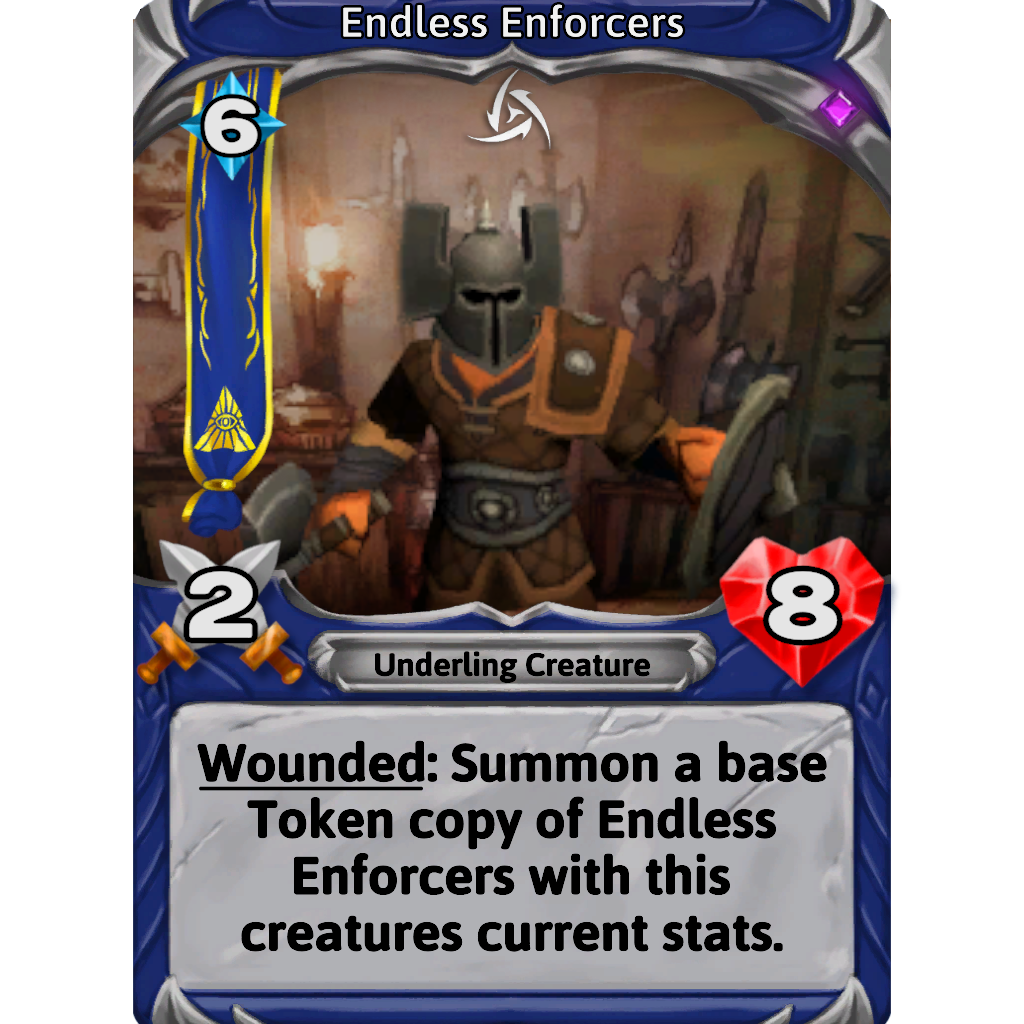 Endless Enforcers
6
2
8
Underling Creature
Wounded: Summon a base
Token copy of Endless
Enforcers with this
creatures current stats.